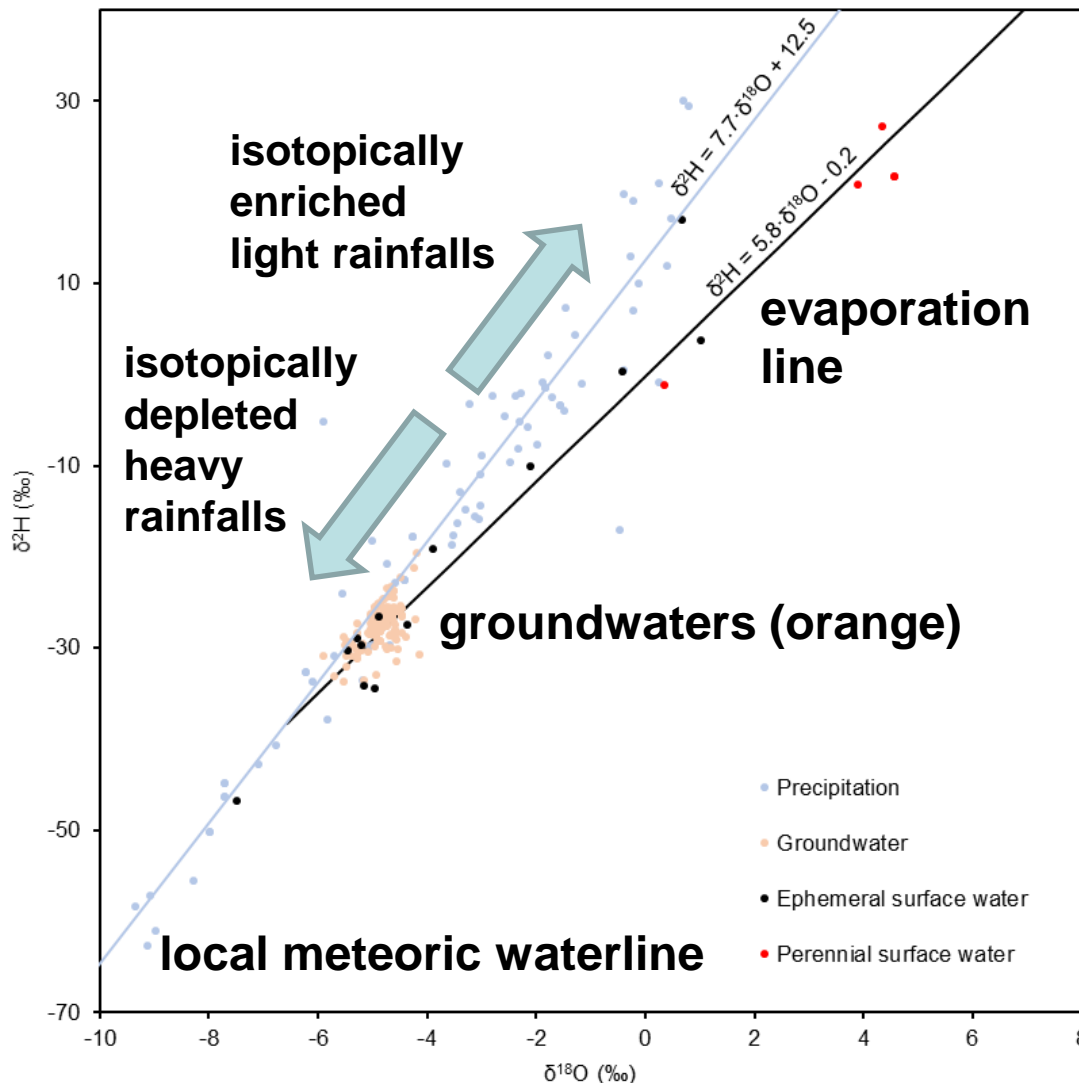 δ²H = 7.7·δ¹⁸O + 12.5
δ²H = 5.8·δ¹⁸O - 0.2
isotopically
enriched
light rainfalls
evaporation
line
isotopically
depleted
heavy
rainfalls
groundwaters (orange)
local meteoric waterline
Precipitation
Groundwater
Ephemeral surface water
Perennial surface water
δ²H (‰)
30
10
-10
-30
-50
-70
-10 -8 -6 -4 -2 0 2 4 6 8
δ¹⁸O (‰)